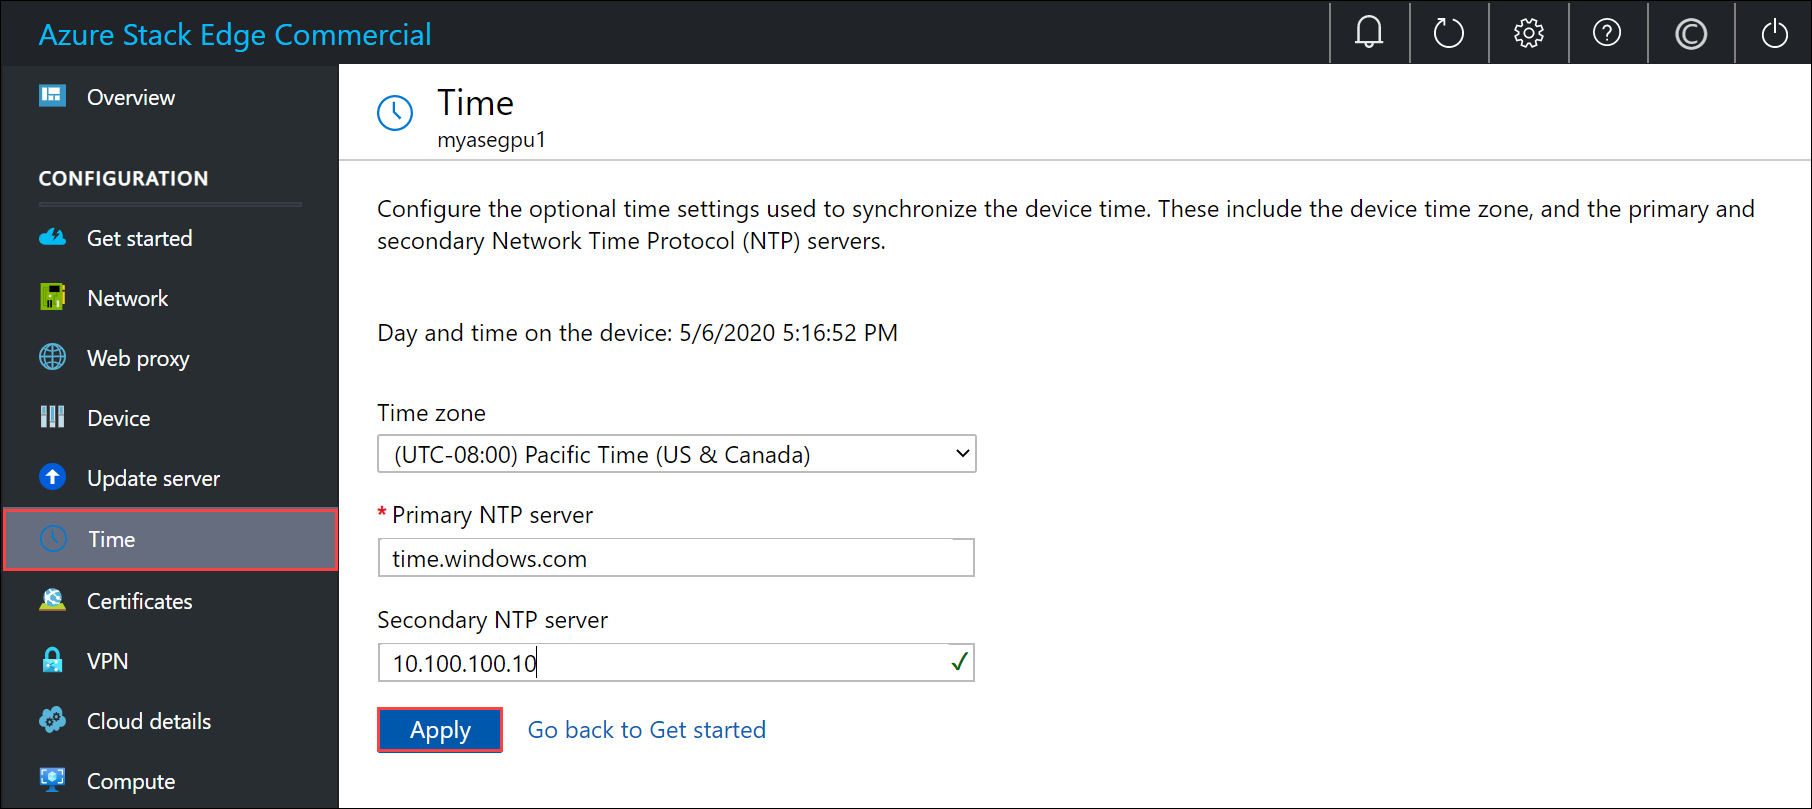 Azure Stack Edge Commercial
Overview
CONFIGURATION
Get started
Network
Web proxy
Device
Update server
Time
Certificates
VPN
Cloud details
Compute
Time
myasegpu1
Configure the optional time settings used to synchronize the device time. These include the device time zone, and the primary and
secondary Network Time Protocol (NTP) servers.
Day and time on the device: 5/6/2020 5:16:52 PM
Time zone
(UTC-08:00) Pacific Time (US & Canada)
* Primary NTP server
time.windows.com
Secondary NTP server
10.100.100.10
Apply Go back to Get started